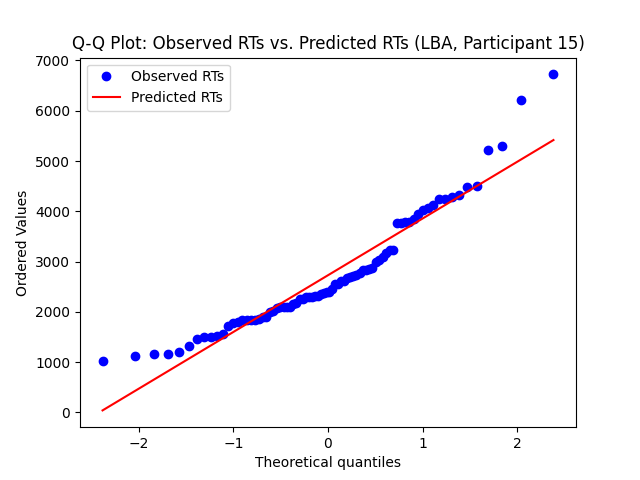 Q-Q Plot: Observed RTs vs. Predicted RTs (LBA, Participant 15)
Observed RTs
Predicted RTs
7000
6000
5000
4000
3000
2000
1000
0
Ordered Values
−2
−1
0
1
2
Theoretical quantiles